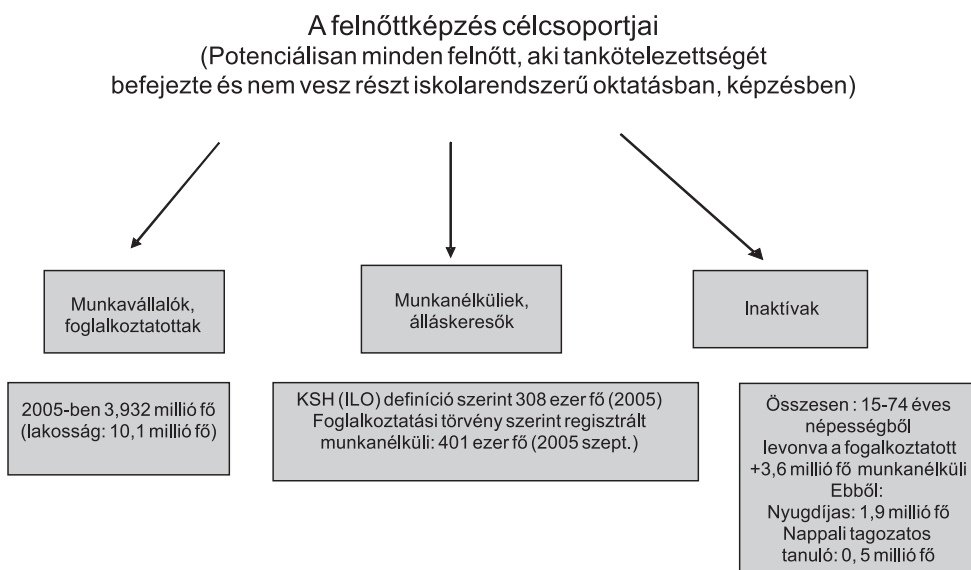 A felnőttképzés célcsoportjai
(Potenciálisan minden felnőtt, aki tankötelezettségét
befejezte és nem vesz részt iskolarendszerű oktatásban, képzésben)
Munkavállalók,
foglalkoztatottak
Munkanélküliek,
álláskeresők
Inaktívak
2005-ben 3,932 millió fő
(lakosság: 10,1 millió fő)
KSH (ILO) definíció szerint 308 ezer fő (2005)
Foglalkoztatási törvény szerint regisztrált
munkanélküli: 401 ezer fő (2005 szept.)
Összesen : 15-74 éves
népességből
levonva a fogalkoztatott
+3,6 millió fő munkanélküli
Ebből:
Nyugdíjas: 1,9 millió fő
Nappali tagozatos
tanuló: 0, 5 millió fő